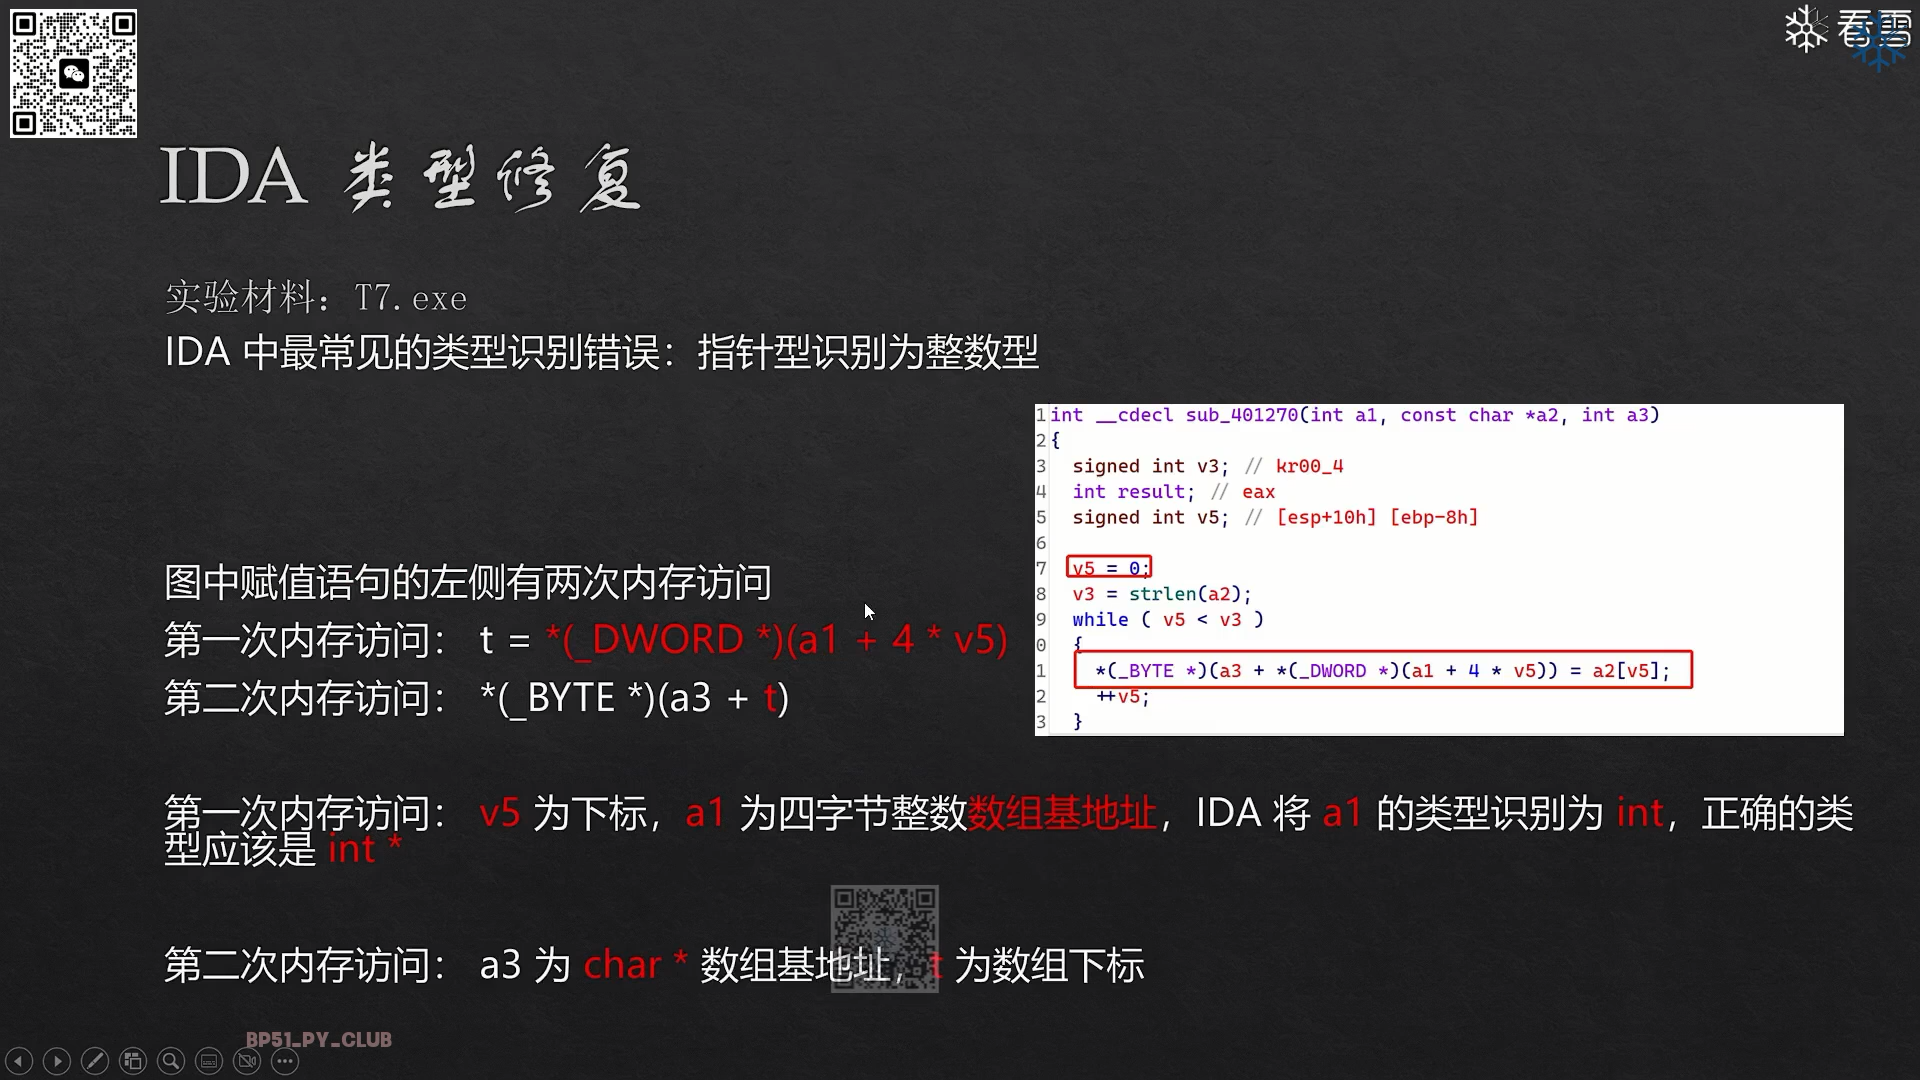 看雪
IDA 类型修复
实验材料：T7.exe
IDA 中最常见的类型识别错误：指针型识别为整数型
1 int __cdecl sub_401270(int a1, const char *a2, int a3)
2 {
3 signed int v3; // kr00_4
4 int result; // eax
5 signed int v5; // [esp+10h] [ebp-8h]
6
7 v5 = 0;
8 v3 = strlen(a2);
9 while ( v5 < v3 )
0 {
1 *(_BYTE *)(a3 + *(_DWORD *)(a1 + 4 * v5)) = a2[v5];
2 ++v5;
3 }
图中赋值语句的左侧有两次内存访问
第一次内存访问： t = *(_DWORD *)(a1 + 4 * v5)
第二次内存访问： *(_BYTE *)(a3 + t)
第一次内存访问： v5 为下标，a1 为四字节整数数组基地址，IDA 将 a1 的类型识别为 int，正确的类
型应该是 int *
第二次内存访问： a3 为 char * 数组基地址，t 为数组下标
BP51_PY_CLUB